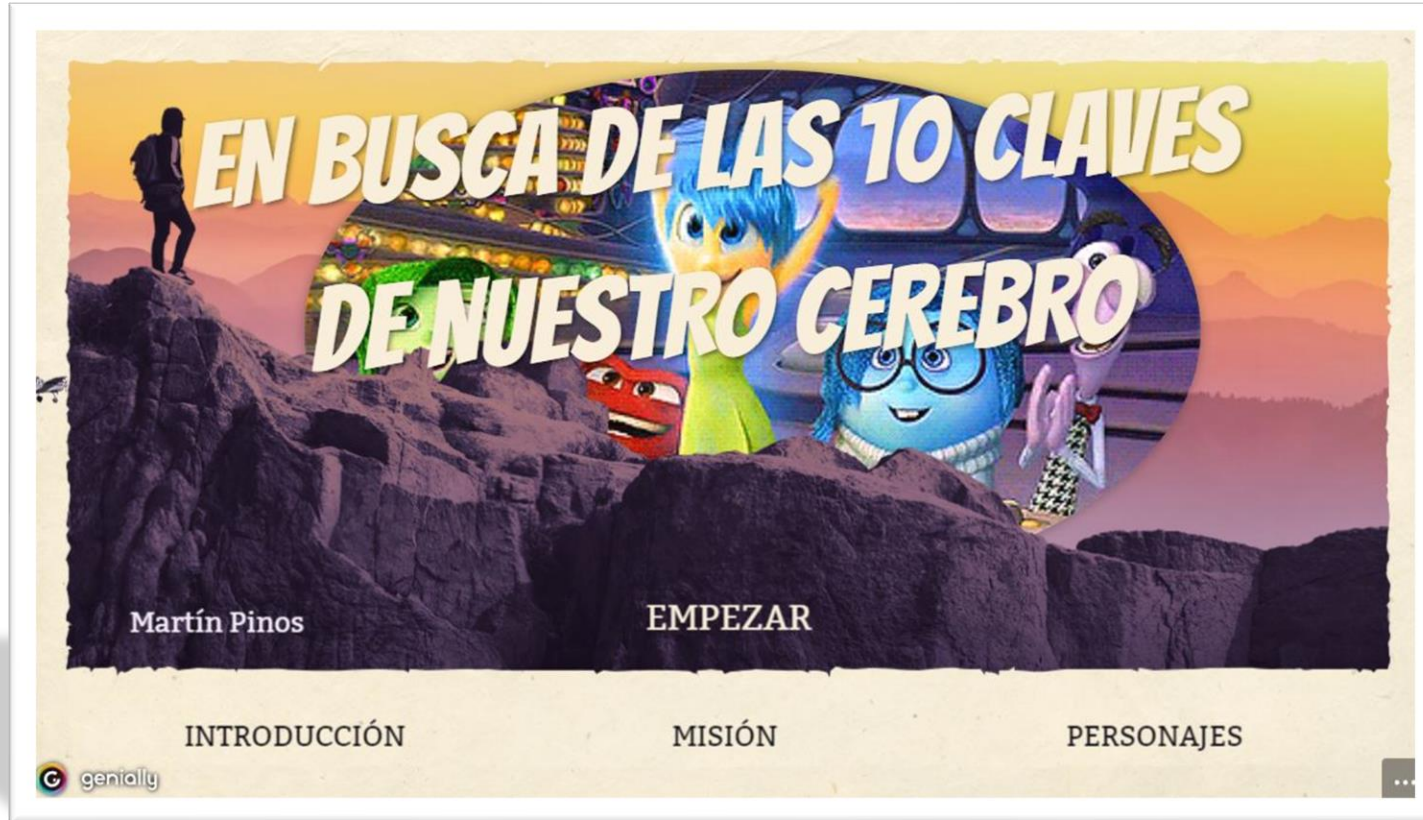 EN BUSCA DE LAS 10 CLAVES
DE NUESTRO CEREBRO
Martín Pinos
EMPEZAR
INTRODUCCIÓN
MISIÓN
PERSONAJES
G genially